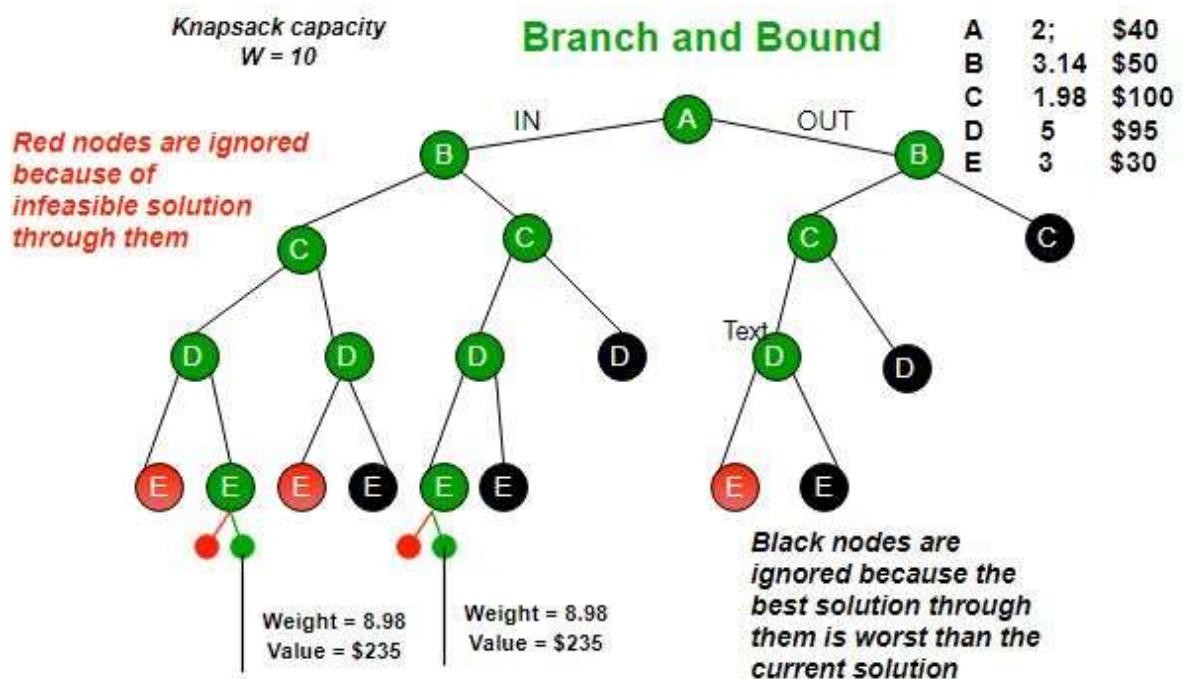 Knapsack capacity
W = 10
Branch and Bound
A 2; $40
B 3.14 $50
C 1.98 $100
D 5 $95
E 3 $30
Red nodes are ignored
because of
infeasible solution
through them
IN
OUT
A
B
B
C
C
C
C
Text
D
D
D
D
D
D
E
E
E
E
E
E
E
E
Weight = 8.98
Value = $235
Weight = 8.98
Value = $235
Black nodes are
ignored because the
best solution through
them is worst than the
current solution